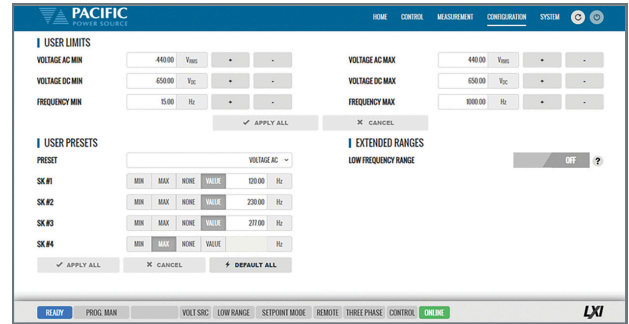 PACIFIC
POWER SOURCE
HOME CONTROL MEASUREMENT CONFIGURATION SYSTEM
USER LIMITS
VOLTAGE AC MIN -440.00 VRMS + - VOLTAGE AC MAX 440.00 VRMS + -
VOLTAGE DC MIN -650.00 VDC + - VOLTAGE DC MAX 650.00 VDC + -
FREQUENCY MIN 15.00 Hz + - FREQUENCY MAX 1000.00 Hz + -
✓ APPLY ALL ✕ CANCEL
USER PRESETS EXTENDED RANGES
PRESET VOLTAGE AC LOW FREQUENCY RANGE OFF ?
SK #1 MIN MAX NONE VALUE 120.00 Hz
SK #2 MIN MAX NONE VALUE 230.00 Hz
SK #3 MIN MAX NONE VALUE 277.00 Hz
SK #4 MIN MAX NONE VALUE Hz
✓ APPLY ALL ✕ CANCEL DEFAULT ALL
READY PROG. MAN VOLT SRC LOW RANGE SETPOINT MODE REMOTE THREE PHASE CONTROL ONLINE LXI